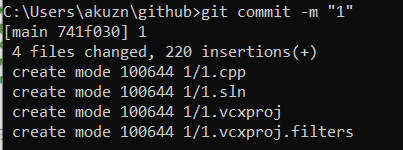 C:\Users\akuzn\github>git commit -m "1"
[main 741f030] 1
 4 files changed, 220 insertions(+)
 create mode 100644 1/1.cpp
 create mode 100644 1/1.sln
 create mode 100644 1/1.vcxproj
 create mode 100644 1/1.vcxproj.filters